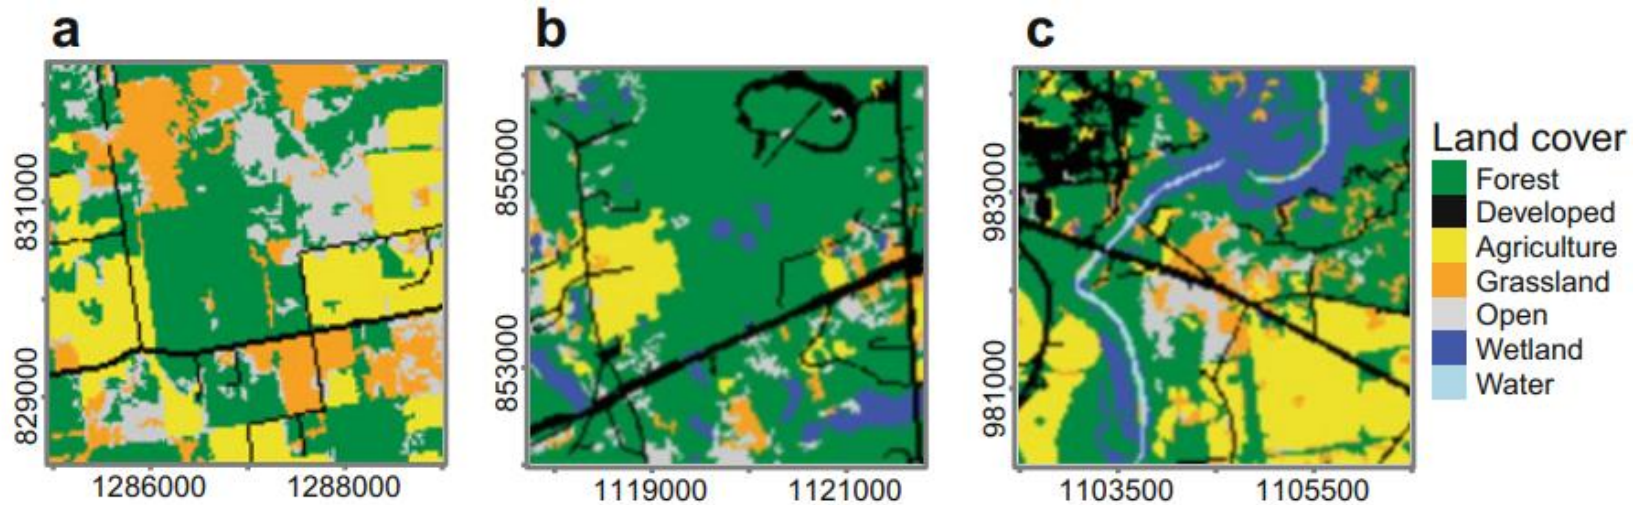 a
b
c
831000
829000
1286000
1288000
855000
853000
1119000
1121000
983000
981000
1103500
1105500
Land cover
Forest
Developed
Agriculture
Grassland
Open
Wetland
Water